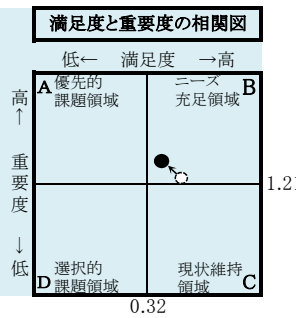 満足度と重要度の相関図
低← 満足度 →高
A 優先的
課題領域
ニーズ B
充足領域
高
↑
重
要
度
↓
低
1.21
選択的
D 課題領域
現状維持
領域 C
0.32